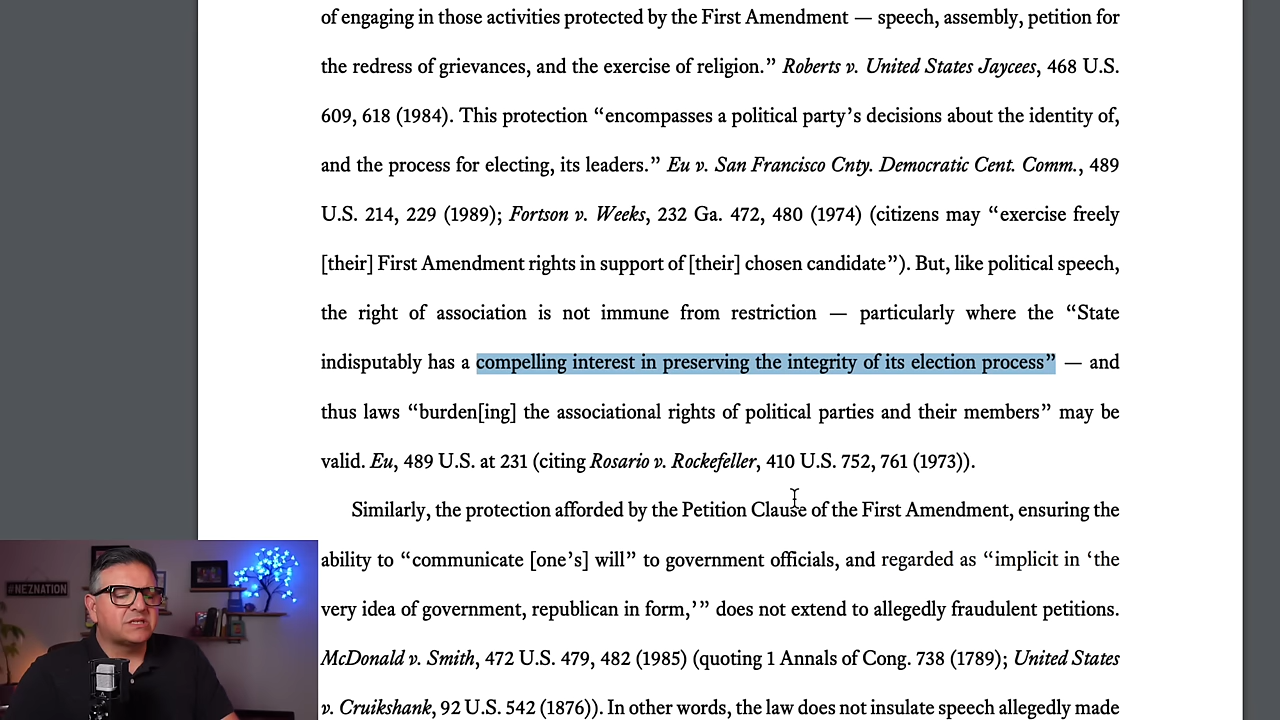 of engaging in those activities protected by the First Amendment — speech, assembly, petition for
the redress of grievances, and the exercise of religion.” Roberts v. United States Jaycees, 468 U.S.
609, 618 (1984). This protection “encompasses a political party’s decisions about the identity of,
and the process for electing, its leaders.” Eu v. San Francisco Cnty. Democratic Cent. Comm., 489
U.S. 214, 229 (1989); Fortson v. Weeks, 232 Ga. 472, 480 (1974) (citizens may “exercise freely
[their] First Amendment rights in support of [their] chosen candidate”). But, like political speech,
the right of association is not immune from restriction — particularly where the “State
indisputably has a compelling interest in preserving the integrity of its election process” — and
thus laws “burden[ing] the associational rights of political parties and their members” may be
valid. Eu, 489 U.S. at 231 (citing Rosario v. Rockefeller, 410 U.S. 752, 761 (1973)).
Similarly, the protection afforded by the Petition Clause of the First Amendment, ensuring the
ability to “communicate [one’s] will” to government officials, and regarded as “implicit in ‘the
very idea of government, republican in form,’” does not extend to allegedly fraudulent petitions.
McDonald v. Smith, 472 U.S. 479, 482 (1985) (quoting 1 Annals of Cong. 738 (1789); United States
v. Cruikshank, 92 U.S. 542 (1876)). In other words, the law does not insulate speech allegedly made
#NEZNATION